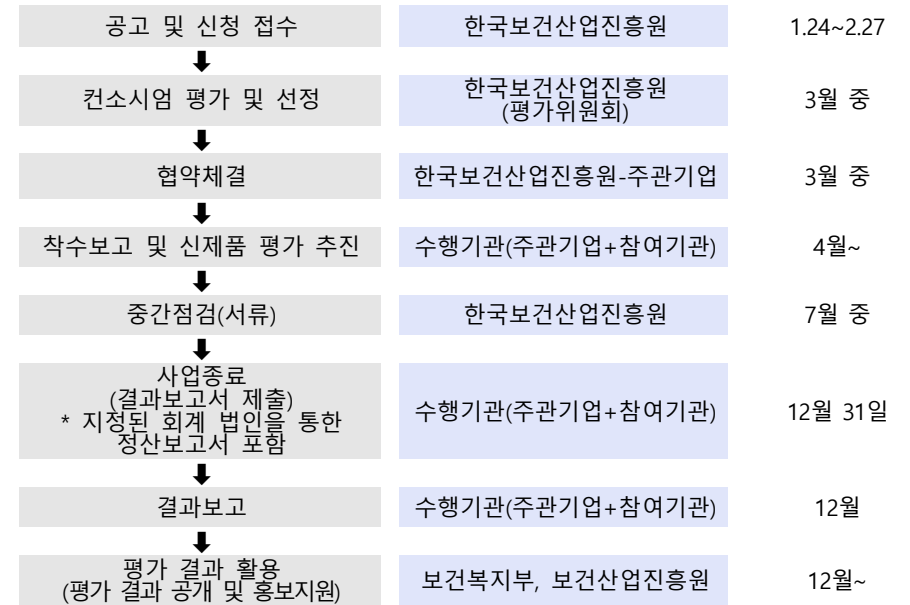 공고 및 신청 접수 한국보건산업진흥원 1.24~2.27
컨소시엄 평가 및 선정 한국보건산업진흥원
(평가위원회) 3월 중
협약체결 한국보건산업진흥원-주관기업 3월 중
착수보고 및 신제품 평가 추진 수행기관(주관기업+참여기관) 4월~
중간점검(서류) 한국보건산업진흥원 7월 중
사업종료
(결과보고서 제출)
* 지정된 회계 법인을 통한
정산보고서 포함 수행기관(주관기업+참여기관) 12월 31일
결과보고 수행기관(주관기업+참여기관) 12월
평가 결과 활용
(평가 결과 공개 및 홍보지원) 보건복지부, 보건산업진흥원 12월~